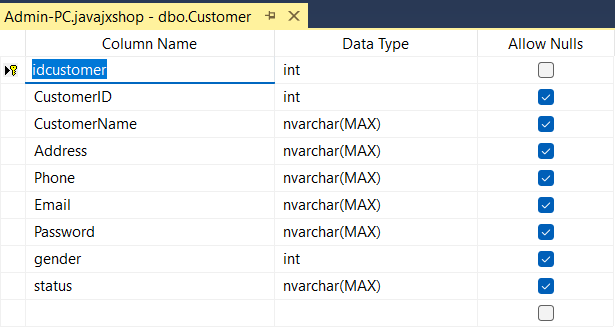 Admin-PC.javajxshop - dbo.Customer
Column Name Data Type Allow Nulls
idcustomer int
CustomerID int
CustomerName nvarchar(MAX)
Address nvarchar(MAX)
Phone nvarchar(MAX)
Email nvarchar(MAX)
Password nvarchar(MAX)
gender int
status nvarchar(MAX)